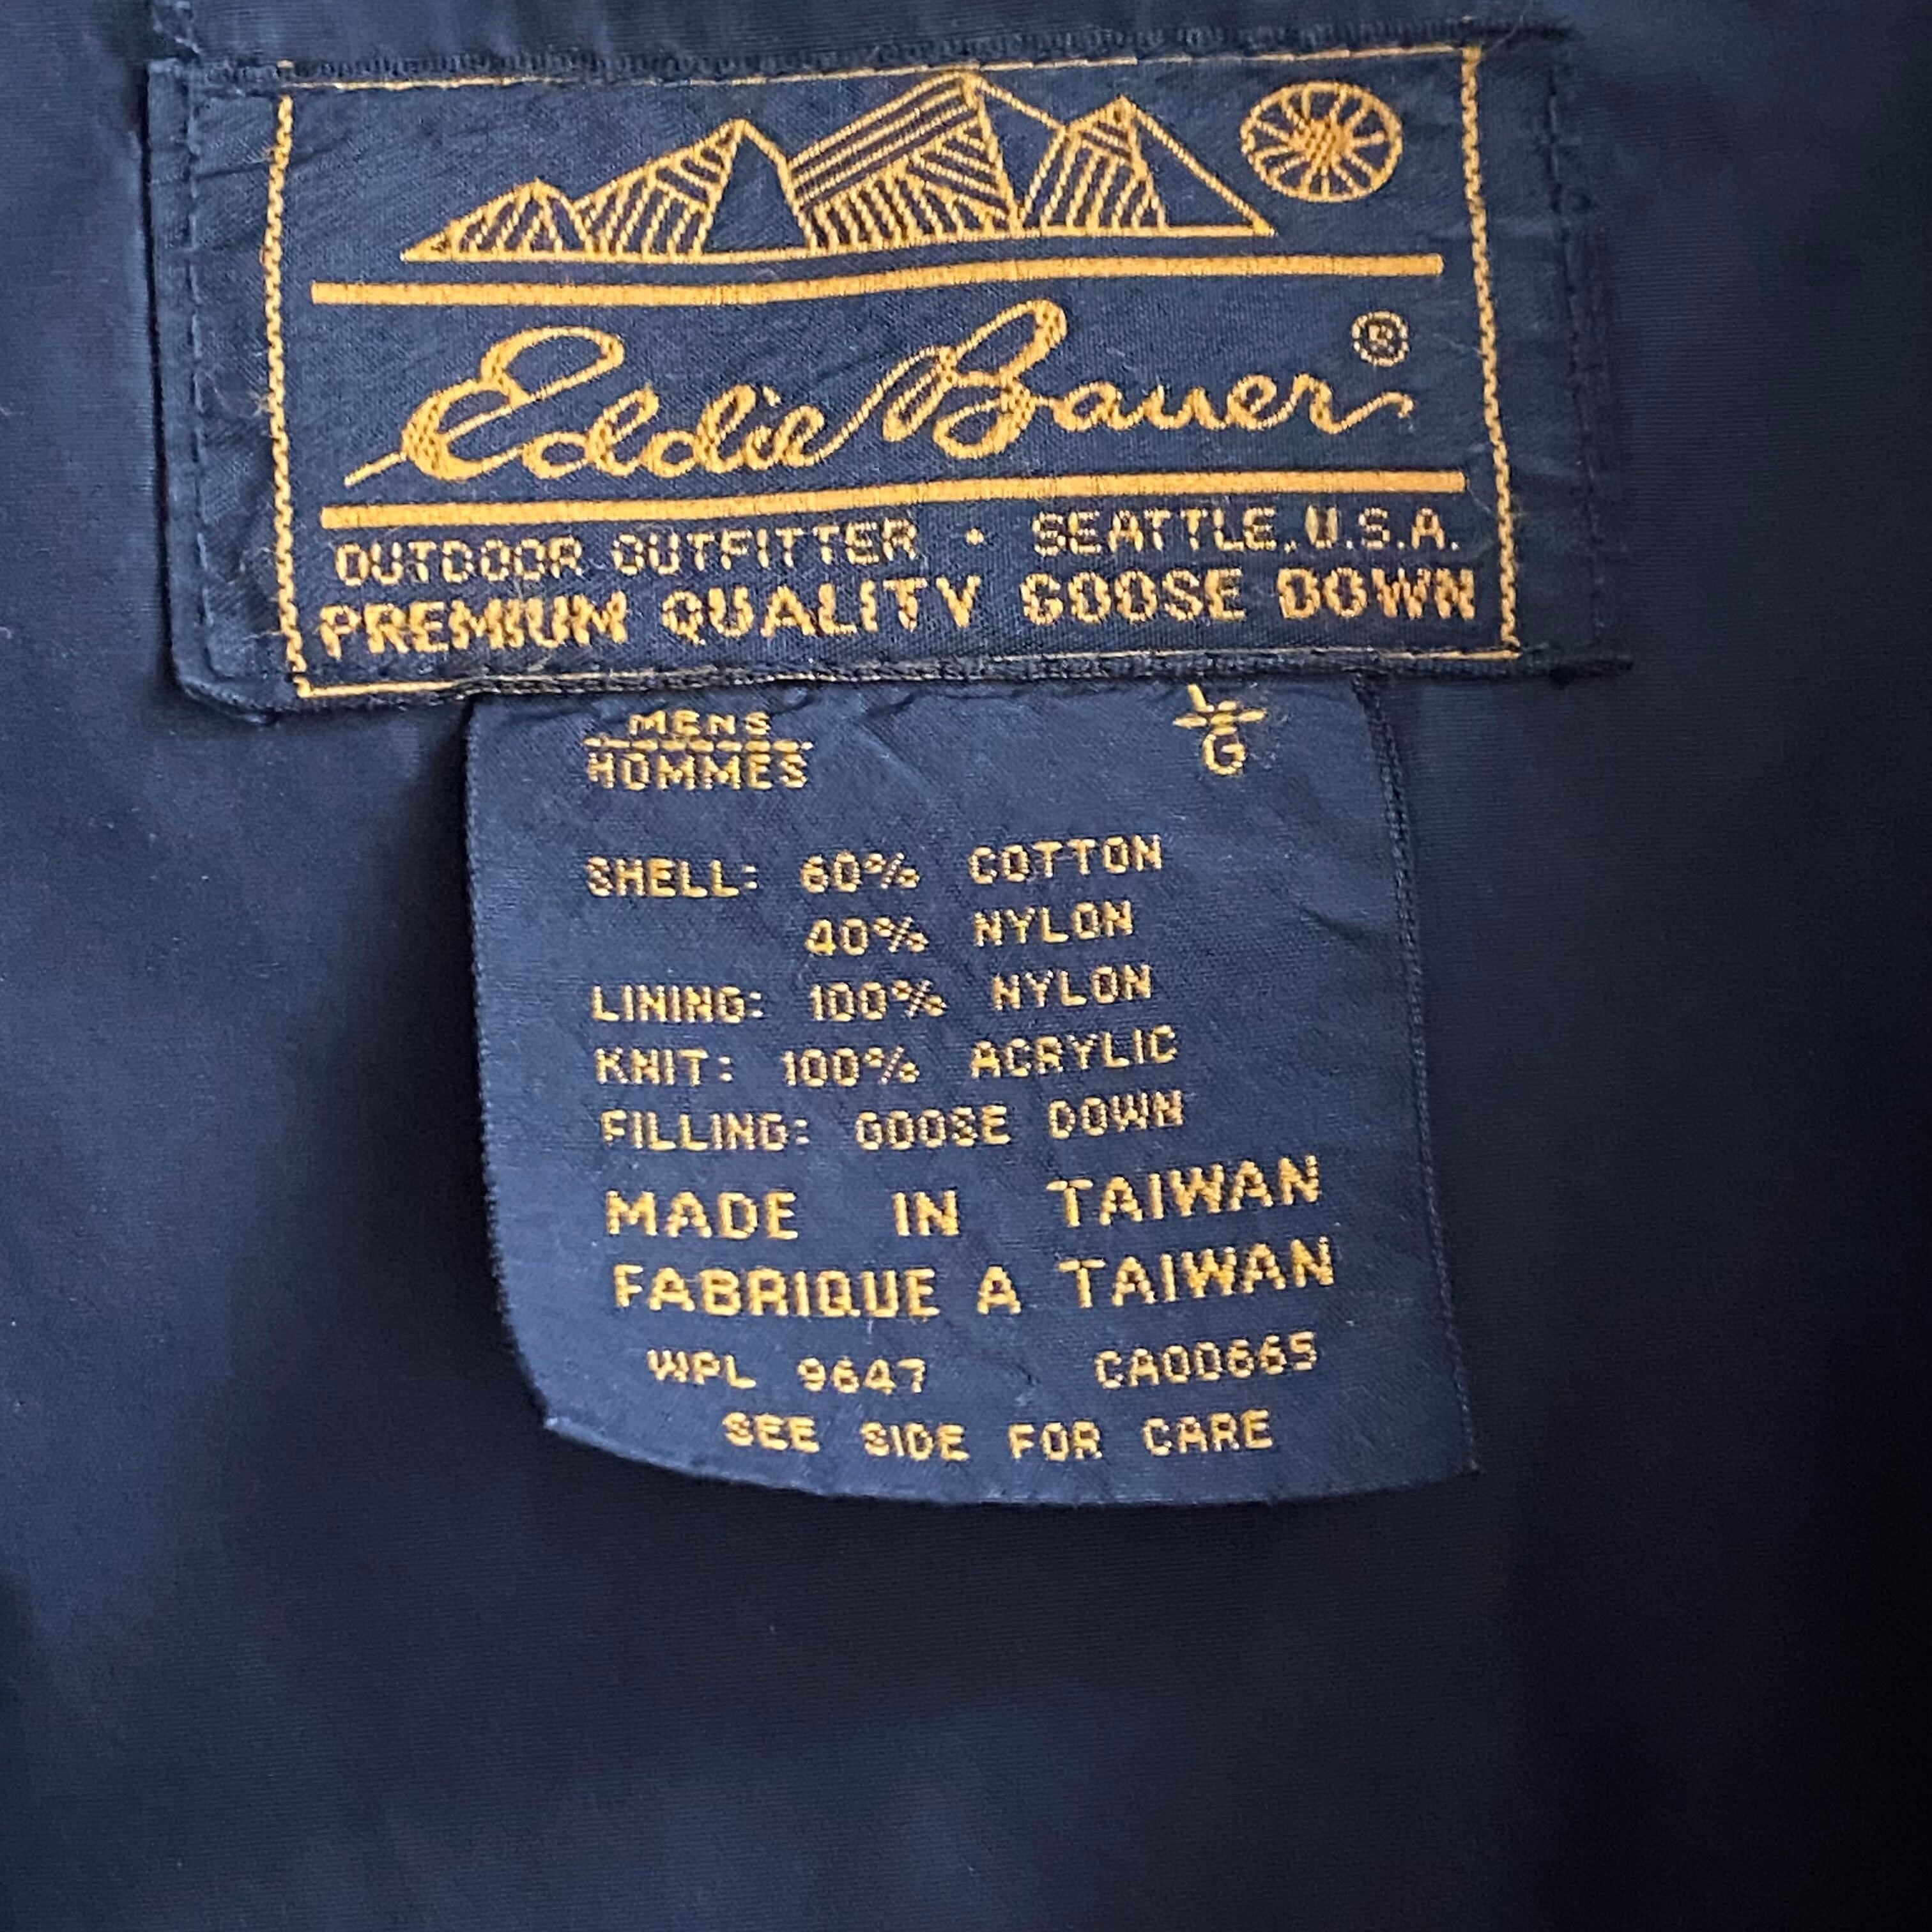 Eddie Bauer®
OUTDOOR OUTFITTER • SEATTLE, U.S.A.
PREMIUM QUALITY GOOSE DOWN
MENS
HOMMES
L
G
SHELL: 60% COTTON
40% NYLON
LINING: 100% NYLON
KNIT: 100% ACRYLIC
FILLING: GOOSE DOWN
MADE IN TAIWAN
FABRIQUE A TAIWAN
WPL 9647 CA00665
SEE SIDE FOR CARE